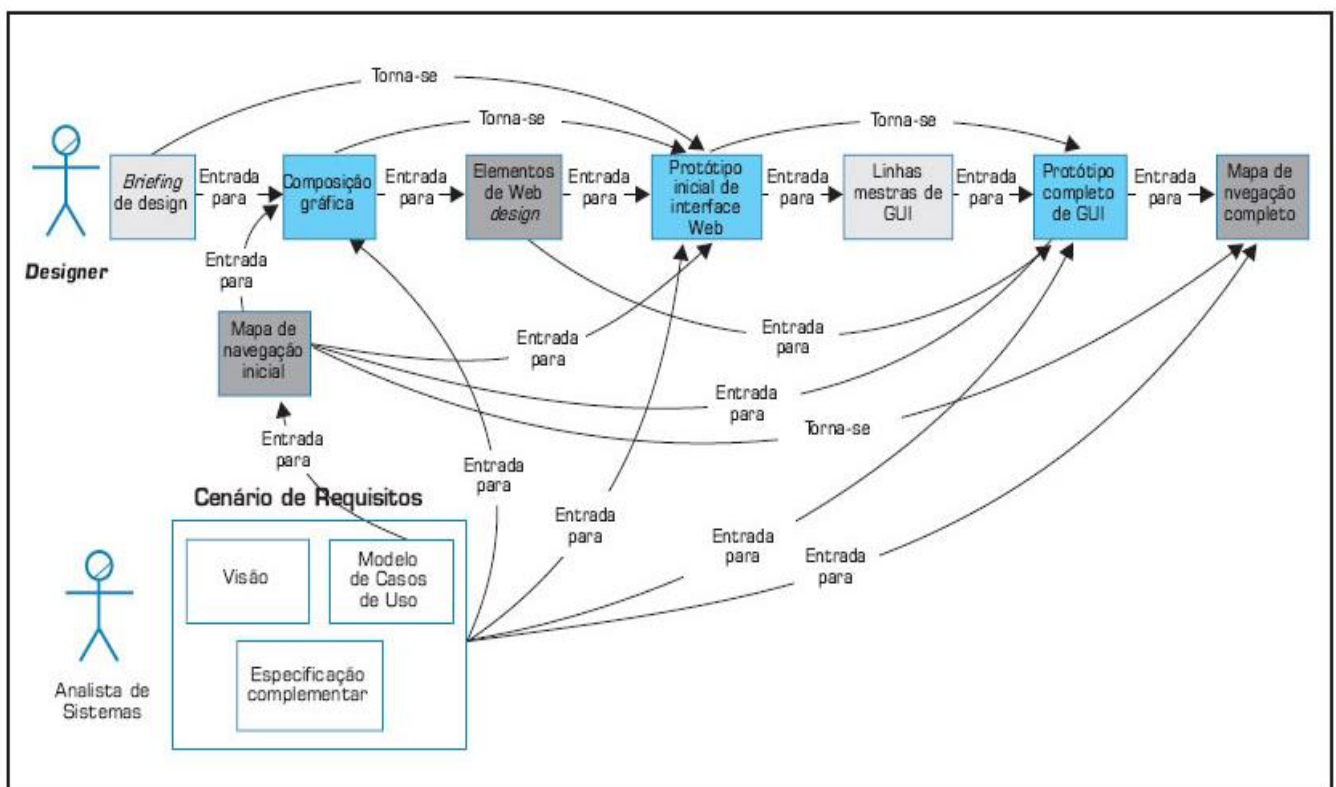 Torna-se
Torna-se
Torna-se
Briefing
de design
Entrada
para
Composição
gráfica
Entrada
para
Elementos
de Web
design
Entrada
para
Protótipo
inicial de
interface
Web
Entrada
para
Linhas
mestras de
GUI
Entrada
para
Protótipo
completo
de GUI
Entrada
para
Mapa de
nvegação
completo
Designer
Entrada
para
Mapa de
navegação
inicial
Entrada
para
Entrada
para
Entrada
para
Torna-se
Entrada
para
Entrada
para
Entrada
para
Entrada
para
Entrada
para
Cenário de Requisitos
Visão
Modelo
de Casos
de Uso
Especificação
complementar
Analista de
Sistemas